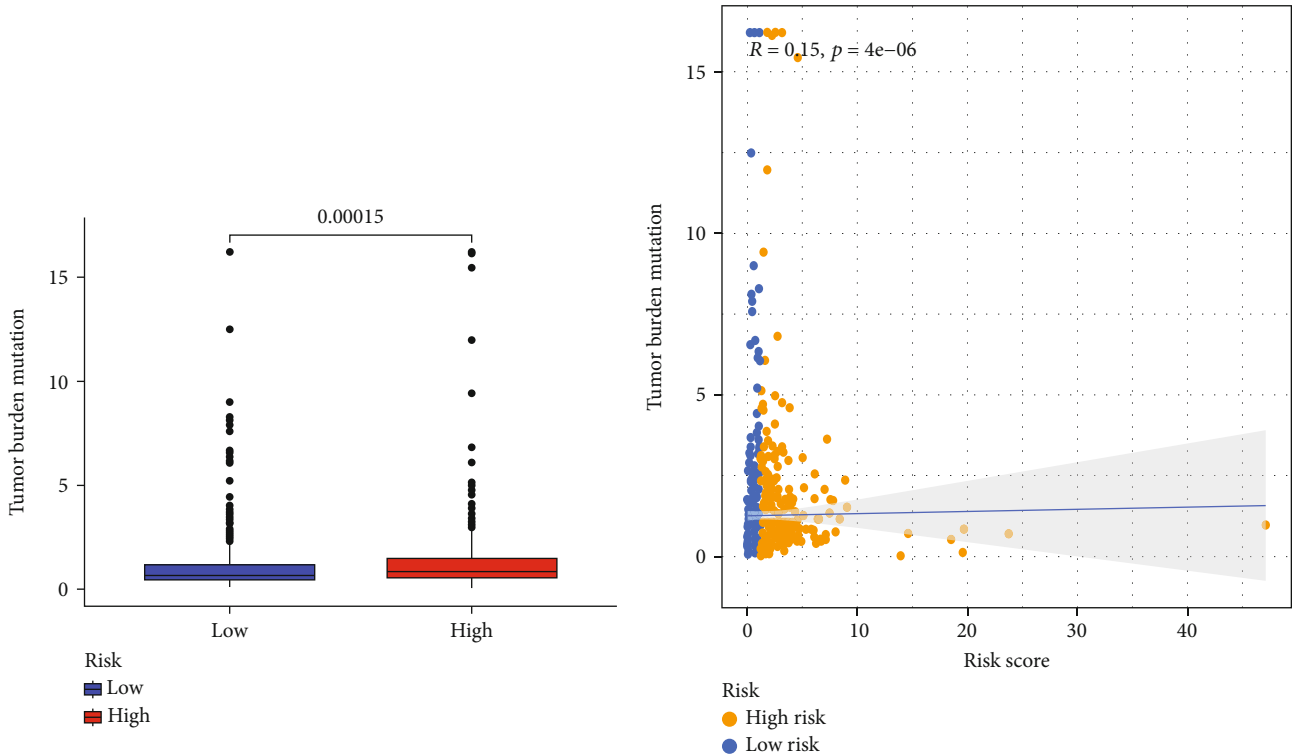 0.00015
Tumor burden mutation
15
10
5
0
Low
High
Risk
Low
High
R = 0.15, p = 4e−06
Tumor burden mutation
15
10
5
0
0
10
20
30
40
Risk score
Risk
High risk
Low risk